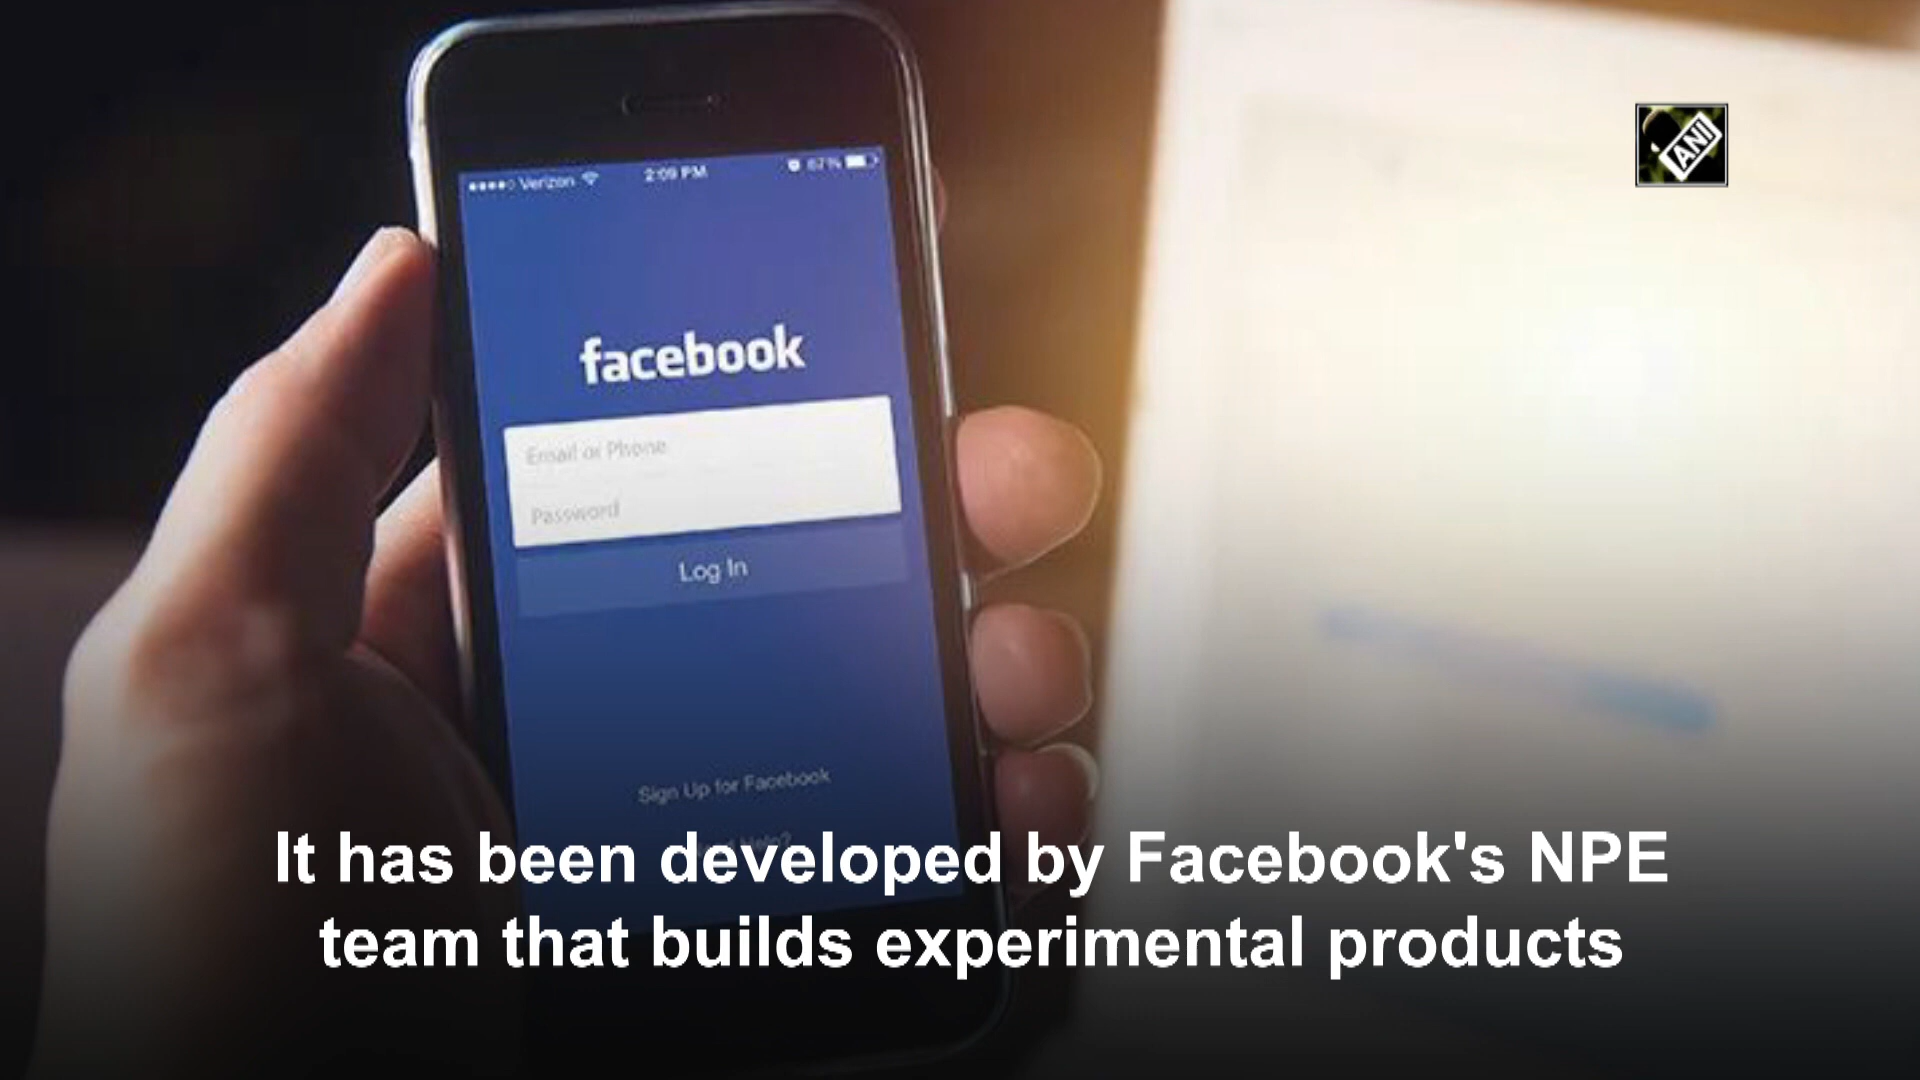 ANI
Verizon 2:09 PM 67%
facebook
Email or Phone
Password
Log In
Sign Up for Facebook
It has been developed by Facebook's NPE
team that builds experimental products